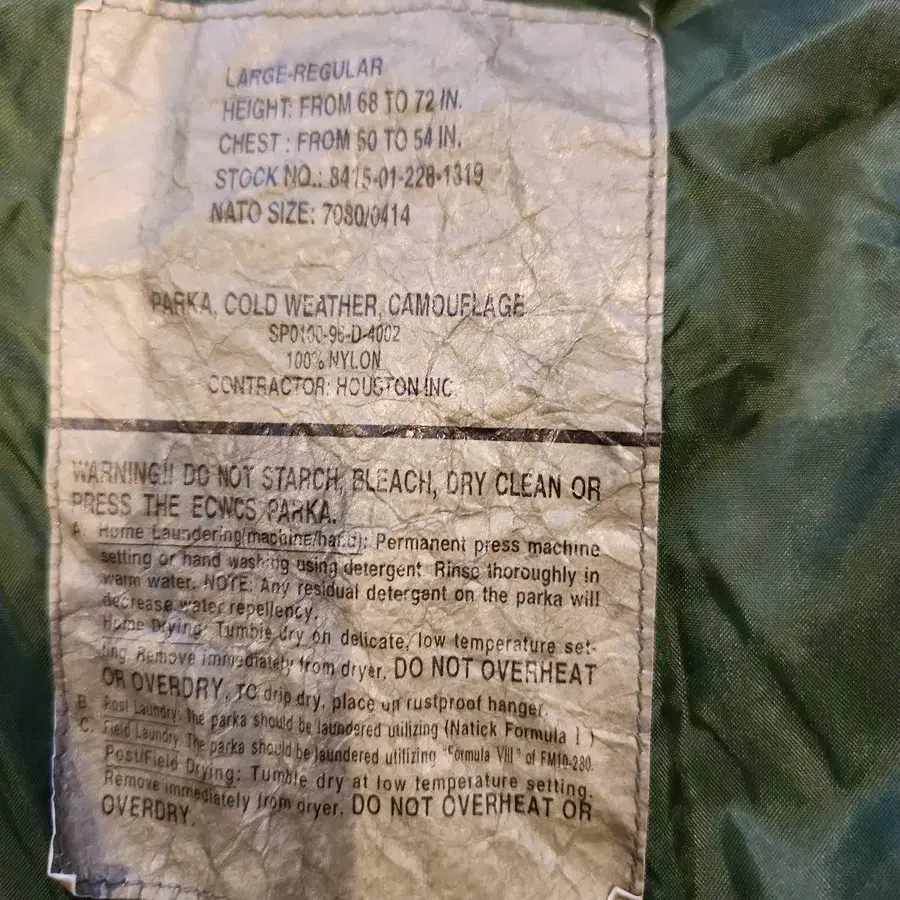 LARGE-REGULAR
HEIGHT: FROM 68 TO 72 IN.
CHEST : FROM 50 TO 54 IN.
STOCK NO.: 8415-01-228-1319
NATO SIZE: 7080/0414
PARKA, COLD WEATHER, CAMOUFLAGE
SP0100-96-D-4002
100% NYLON
CONTRACTOR: HOUSTON INC
WARNING!! DO NOT STARCH, BLEACH, DRY CLEAN OR
PRESS THE ECWCS PARKA.
A. Home Laundering(machine/hand): Permanent press machine
setting or hand washing using detergent. Rinse thoroughly in
warm water. NOTE: Any residual detergent on the parka will
decrease water repellency.
Home Drying: Tumble dry on delicate, low temperature set-
ting. Remove immediately from dryer. DO NOT OVERHEAT
OR OVERDRY. TO drip dry, place on rustproof hanger.
B. Post Laundry: The parka should be laundered utilizing (Natick Formula I )
C. Field Laundry The parka should be laundered utilizing "Formula VIII" of FM10-280.
Post/Field Drying: Tumble dry at low temperature setting.
Remove immediately from dryer. DO NOT OVERHEAT OR
OVERDRY.